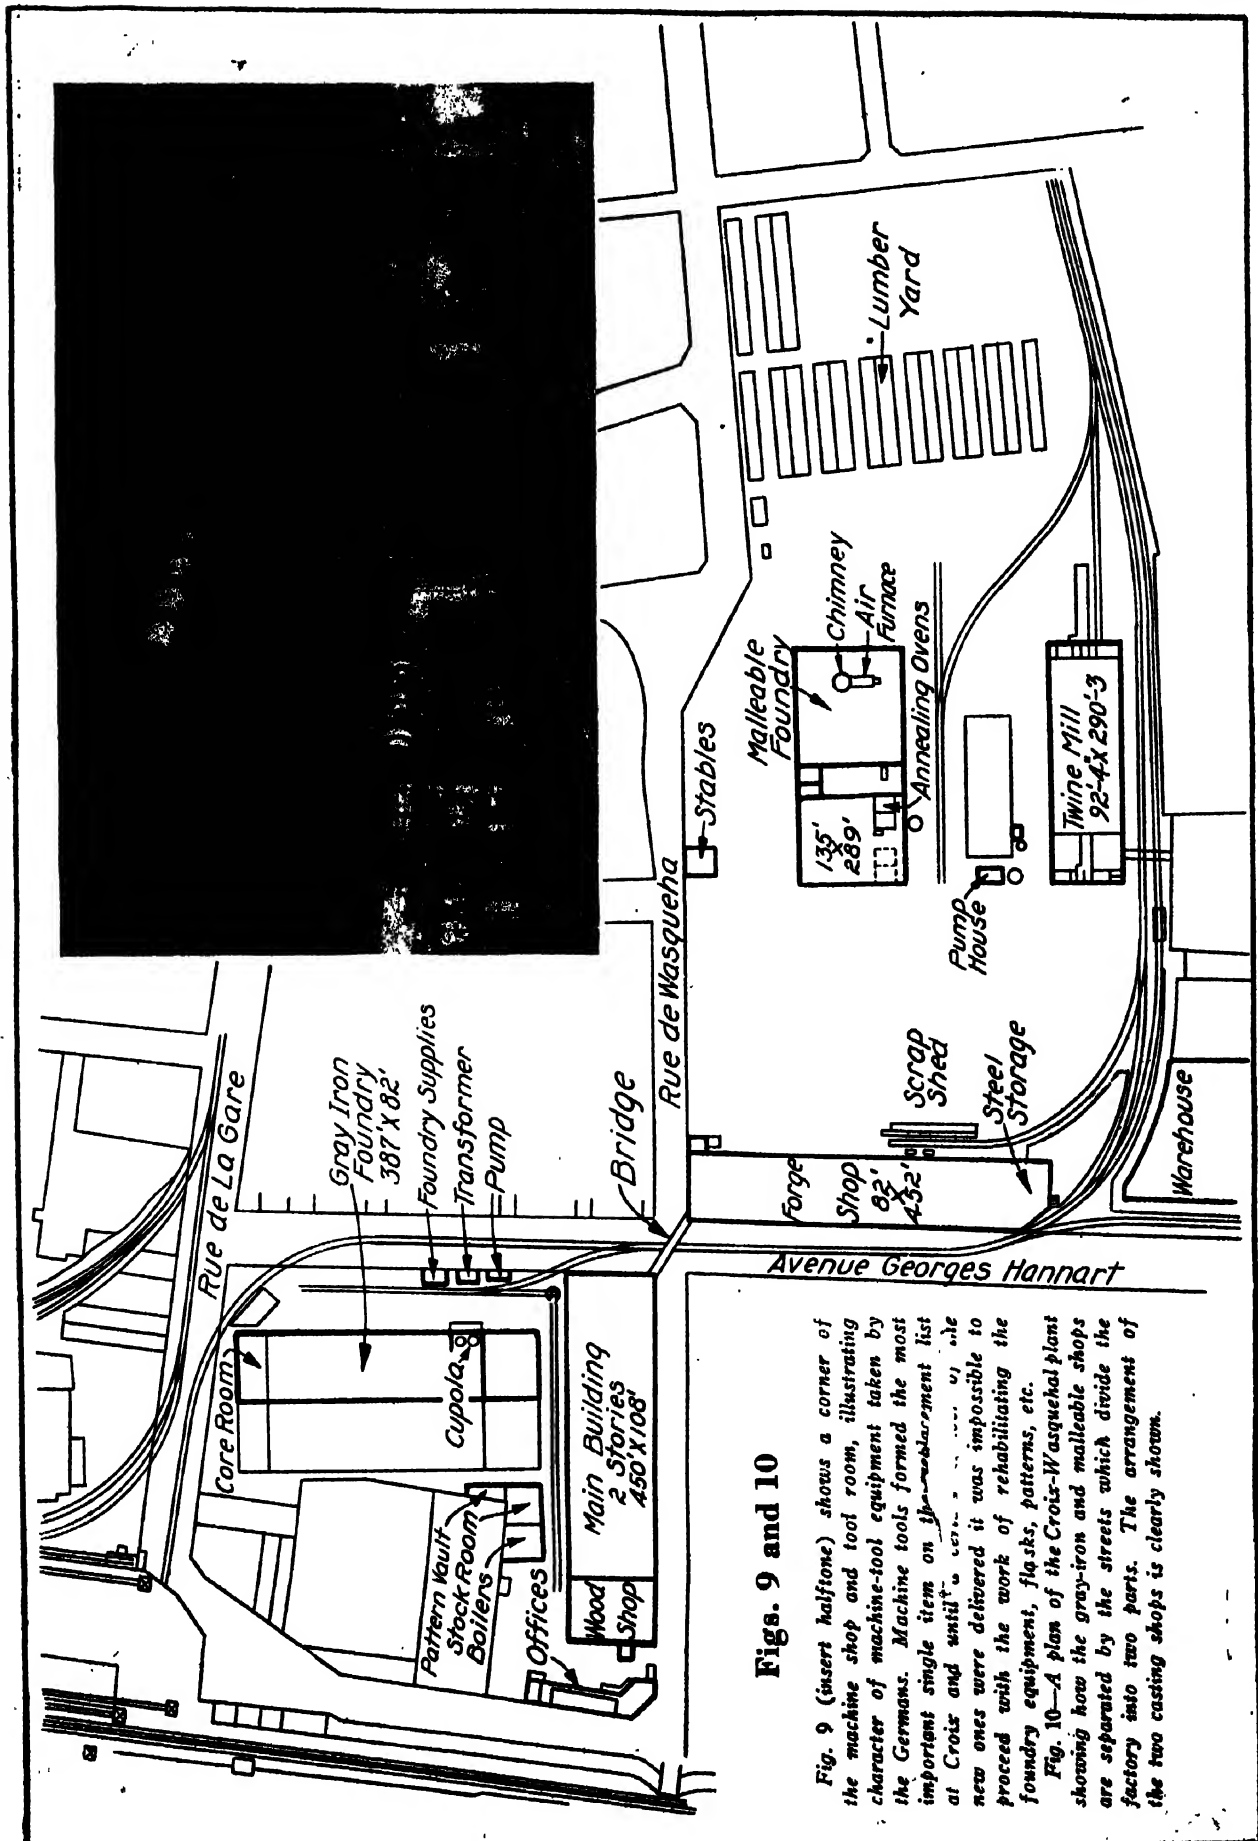 Rue de La Gare
Core Room
Gray Iron
Foundry
387' X 82'
Foundry Supplies
Transformer
Pump
Cupola
Pattern Vault
Stock Room
Boilers
Offices
Wood
Shop
Main Building
2 Stories
450' X 108'
Bridge
Rue de Wasqueha
Stables
Avenue Georges Hannart
Forge
Shop
82'
X
452'
Scrap
Shed
Steel
Storage
Warehouse
Malleable
Foundry
135'
X
289'
Chimney
Air
Furnace
Annealing Ovens
Pump
House
Twine Mill
92'-4" X 290'-3
Lumber
Yard
Figs. 9 and 10
Fig. 9 (insert halftone) shows a corner of
the machine shop and tool room, illustrating
character of machine-tool equipment taken by
the Germans. Machine tools formed the most
important single item on the list
at Croix and until
new ones were delivered it was impossible to
proceed with the work of rehabilitating the
foundry equipment, flasks, patterns, etc.
Fig. 10—A plan of the Croix-Wasquehal plant
showing how the gray-iron and malleable shops
are separated by the streets which divide the
factory into two parts. The arrangement of
the two casting shops is clearly shown.